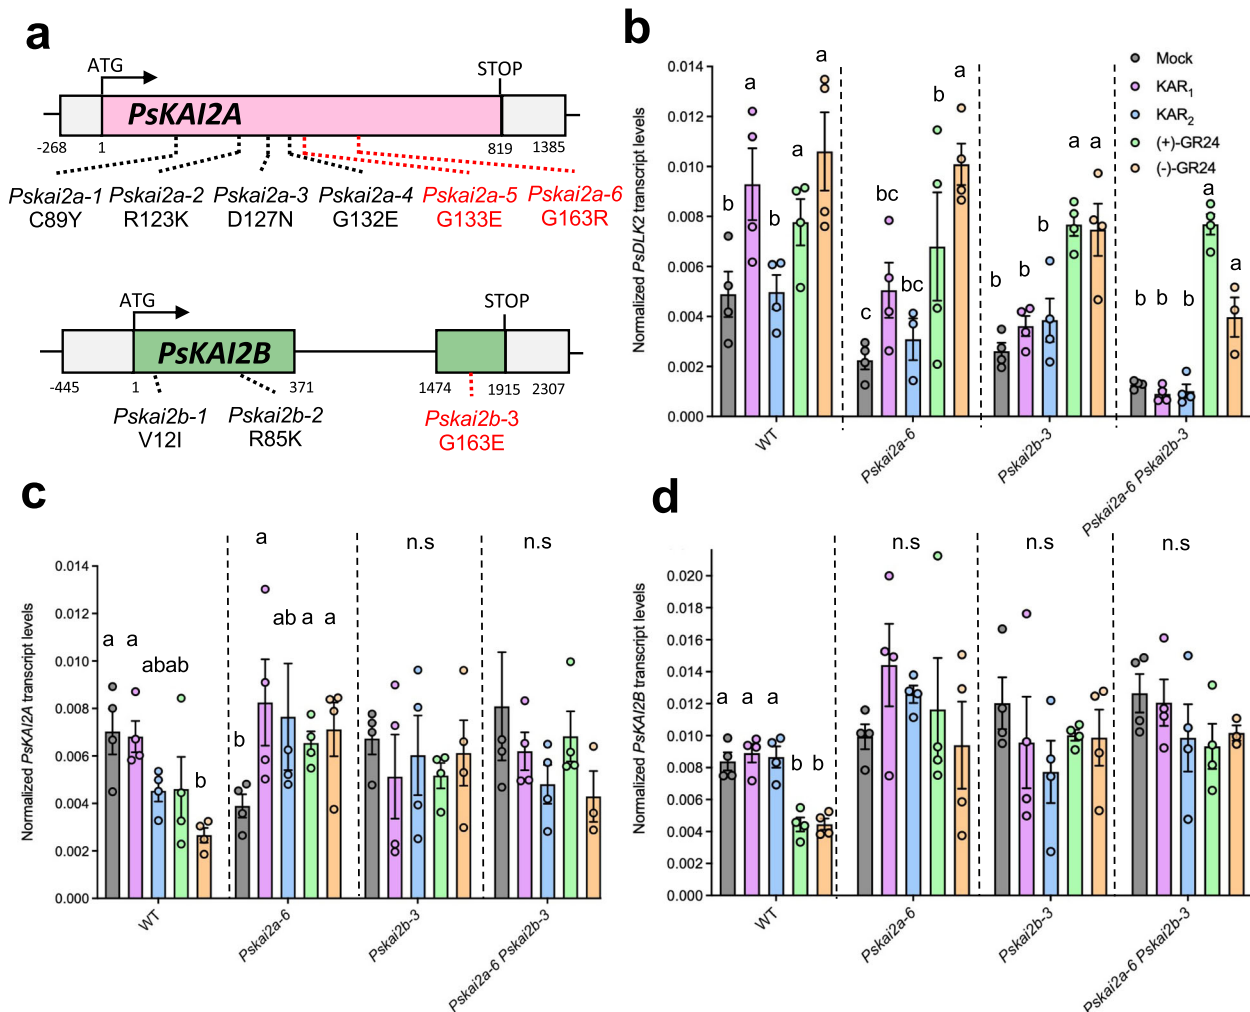 a
ATG
STOP
PsKAI2A
-268
1
819
1385
Pskai2a-1 Pskai2a-2 Pskai2a-3 Pskai2a-4 Pskai2a-5 Pskai2a-6
C89Y R123K D127N G132E G133E G163R
ATG
STOP
PsKAI2B
-445
1
371
1474
1915
2307
Pskai2b-1 Pskai2b-2 Pskai2b-3
V12I R85K G163E
b
Normalized PsDLK2 transcript levels
0.014
0.012
0.010
0.008
0.006
0.004
0.002
0.000
b a b a a
c bc bc b a
b b b a a
b b b a a
Mock
KAR1
KAR2
(+)-GR24
(-)-GR24
WT
Pskai2a-6
Pskai2b-3
Pskai2a-6 Pskai2b-3
c
Normalized PsKAI2A transcript levels
0.014
0.012
0.010
0.008
0.006
0.004
0.002
0.000
a a abab b
b a ab a a
n.s
n.s
WT
Pskai2a-6
Pskai2b-3
Pskai2a-6 Pskai2b-3
d
Normalized PsKAI2B transcript levels
0.020
0.018
0.016
0.014
0.012
0.010
0.008
0.006
0.004
0.002
0.000
a a a b b
n.s
n.s
n.s
WT
Pskai2a-6
Pskai2b-3
Pskai2a-6 Pskai2b-3